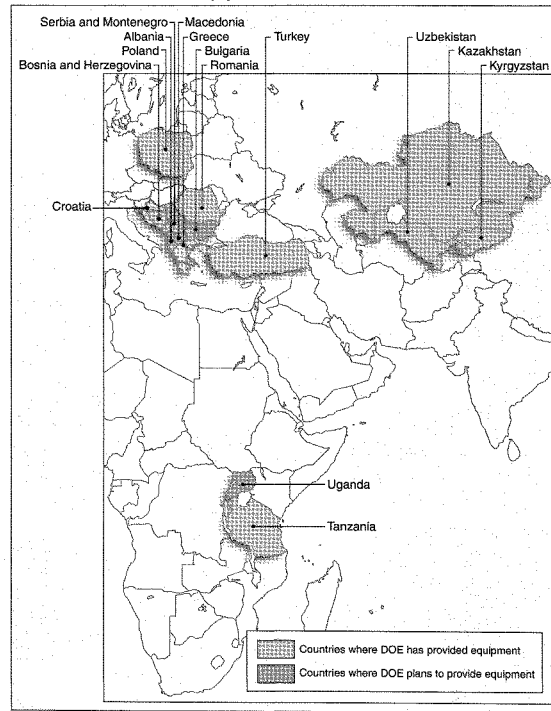 Serbia and Montenegro
Macedonia
Albania
Greece
Turkey
Uzbekistan
Poland
Bulgaria
Kazakhstan
Bosnia and Herzegovina
Romania
Kyrgyzstan
Croatia
Uganda
Tanzania
Countries where DOE has provided equipment
Countries where DOE plans to provide equipment